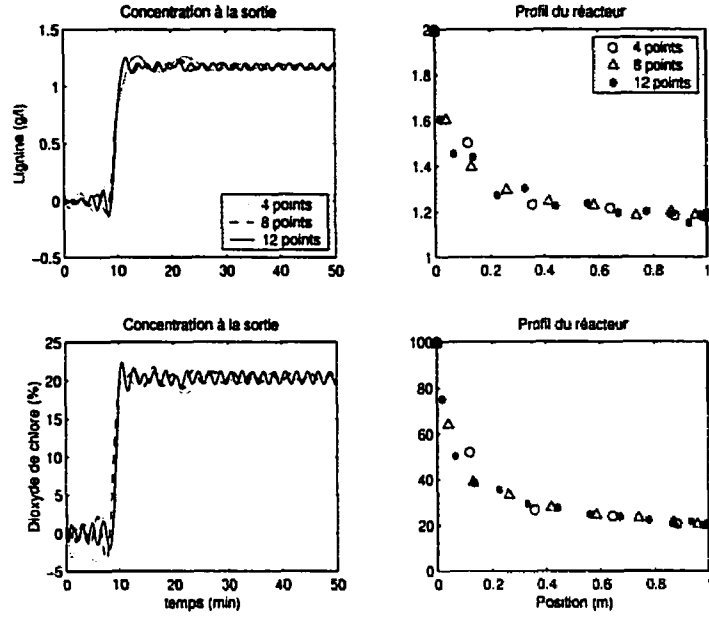 Concentration à la sortie
Lignine (g/l)
1.5
1
0.5
0
-0.5
0 10 20 30 40 50
4 points
8 points
12 points
Profil du réacteur
2
1.8
1.6
1.4
1.2
1
0 0.2 0.4 0.6 0.8 1
4 points
8 points
12 points
Concentration à la sortie
Dioxyde de chlore (%)
25
20
15
10
5
0
-5
0 10 20 30 40 50
temps (min)
Profil du réacteur
100
80
60
40
20
0
0 0.2 0.4 0.6 0.8 1
Position (m)